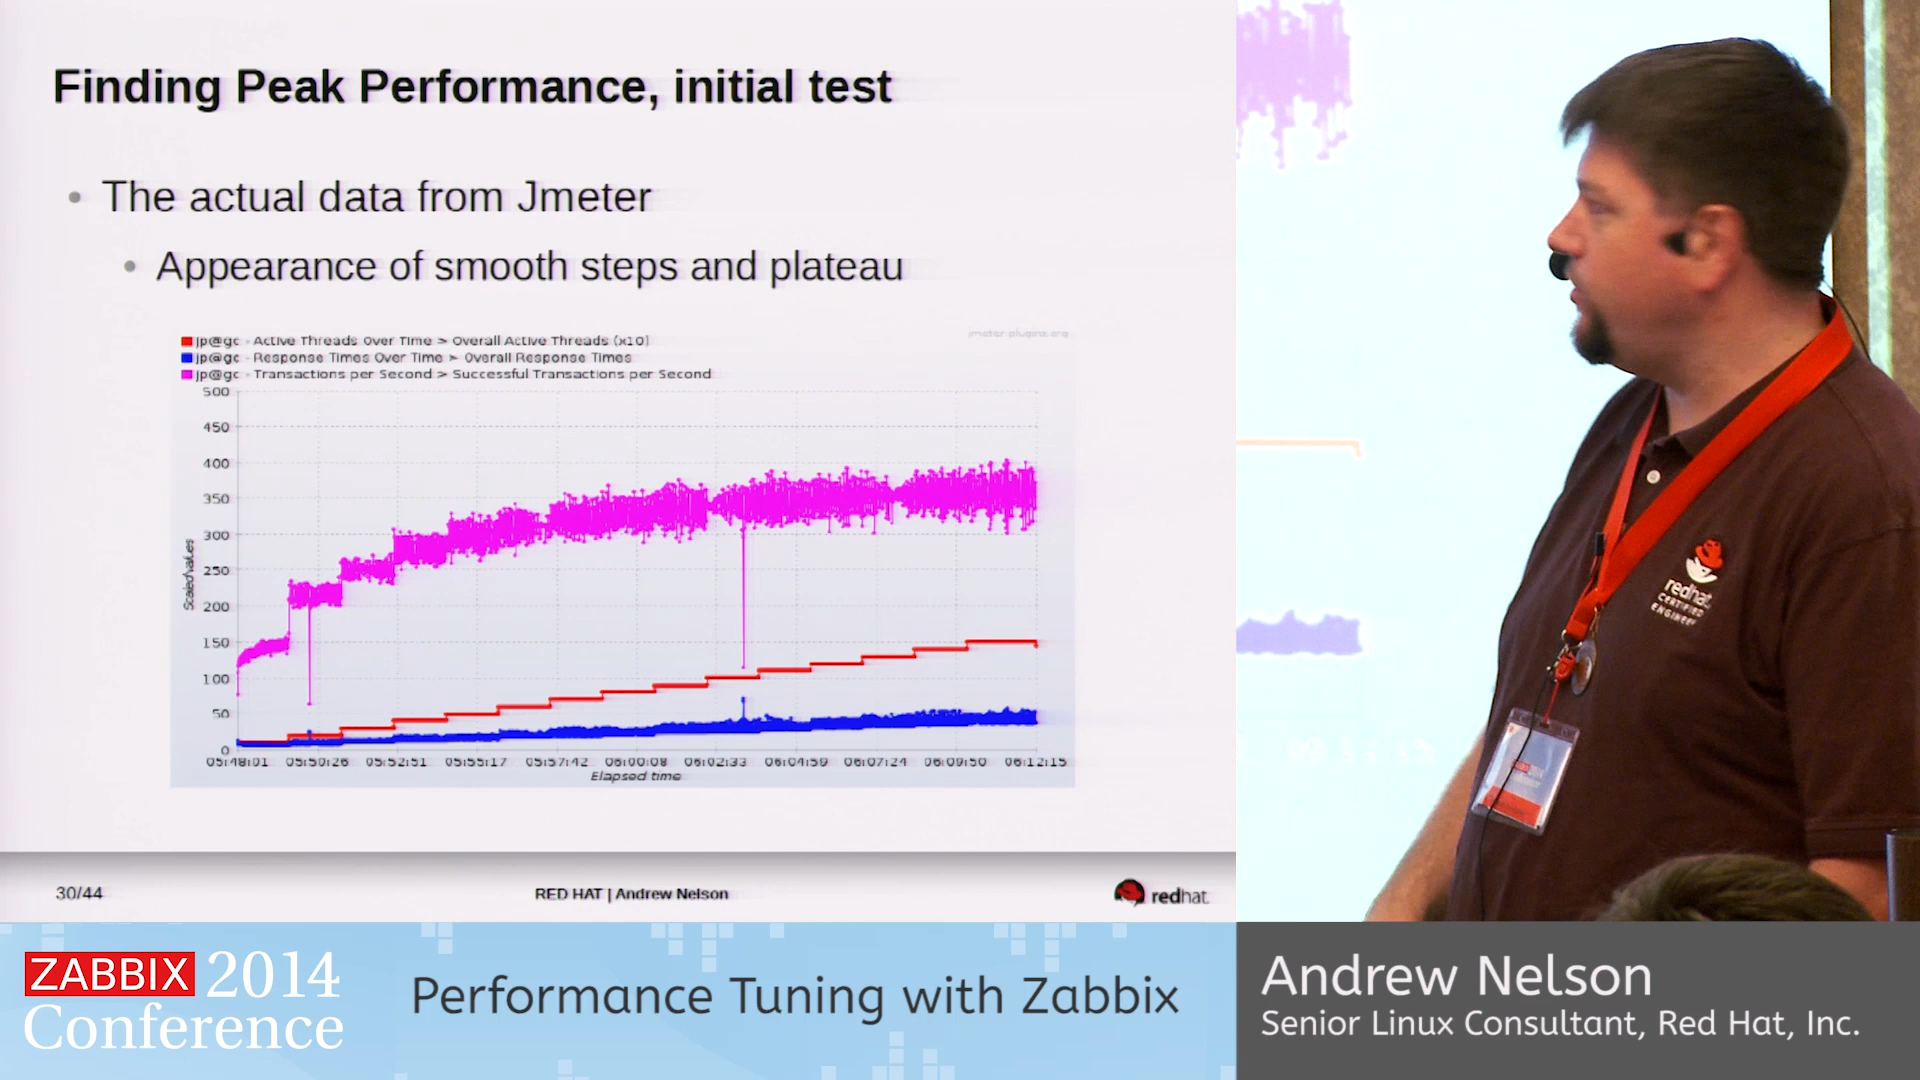 Finding Peak Performance, initial test
The actual data from Jmeter
Appearance of smooth steps and plateau
jp@gc - Active Threads Over Time > Overall Active Threads (x10)
jp@gc - Response Times Over Time > Overall Response Times
jp@gc - Transactions per Second > Successful Transactions per Second
jmeter-plugins.org
500
450
400
350
300
250
200
150
100
50
0
Scaled values
05:48:01 05:50:26 05:52:51 05:55:17 05:57:42 06:00:08 06:02:33 06:04:59 06:07:24 06:09:50 06:12:15
Elapsed time
30/44
RED HAT | Andrew Nelson
redhat.
redhat.
CERTIFIED
ENGINEER
ZABBIX 2014
Conference
Performance Tuning with Zabbix
Andrew Nelson
Senior Linux Consultant, Red Hat, Inc.